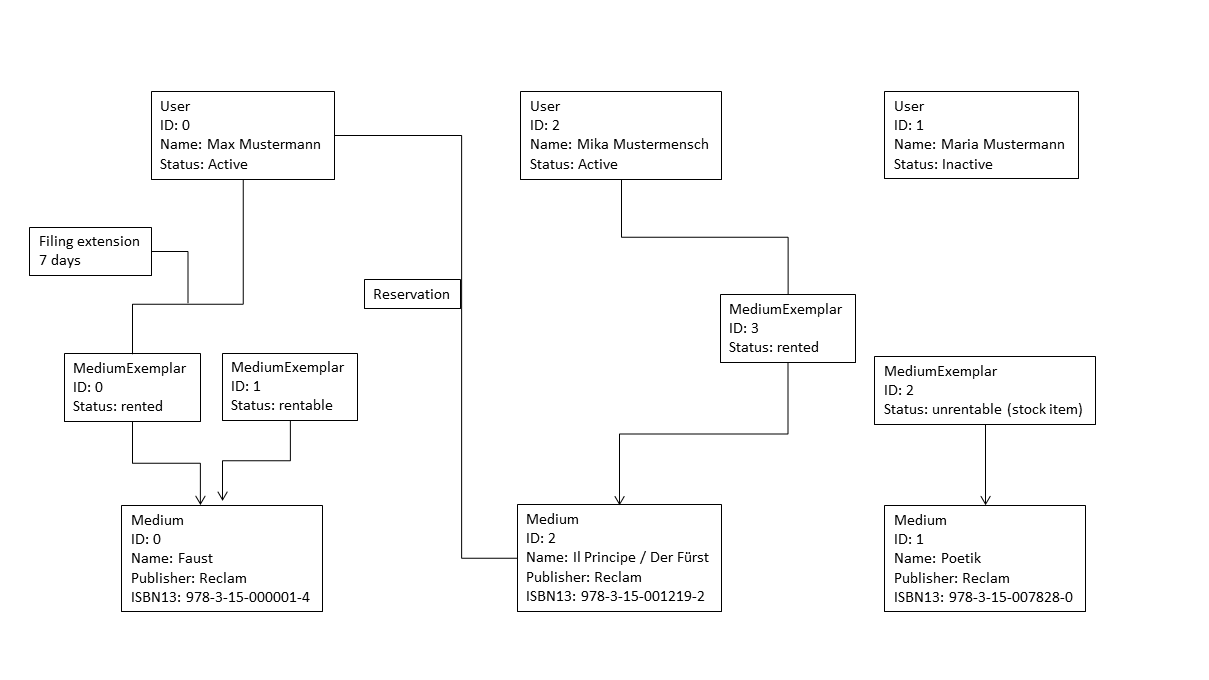 User
ID: 0
Name: Max Mustermann
Status: Active
User
ID: 2
Name: Mika Mustermensch
Status: Active
User
ID: 1
Name: Maria Mustermann
Status: Inactive
Filing extension
7 days
Reservation
MediumExemplar
ID: 3
Status: rented
MediumExemplar
ID: 0
Status: rented
MediumExemplar
ID: 1
Status: rentable
MediumExemplar
ID: 2
Status: unrentable (stock item)
Medium
ID: 0
Name: Faust
Publisher: Reclam
ISBN13: 978-3-15-000001-4
Medium
ID: 2
Name: Il Principe / Der Fürst
Publisher: Reclam
ISBN13: 978-3-15-001219-2
Medium
ID: 1
Name: Poetik
Publisher: Reclam
ISBN13: 978-3-15-007828-0